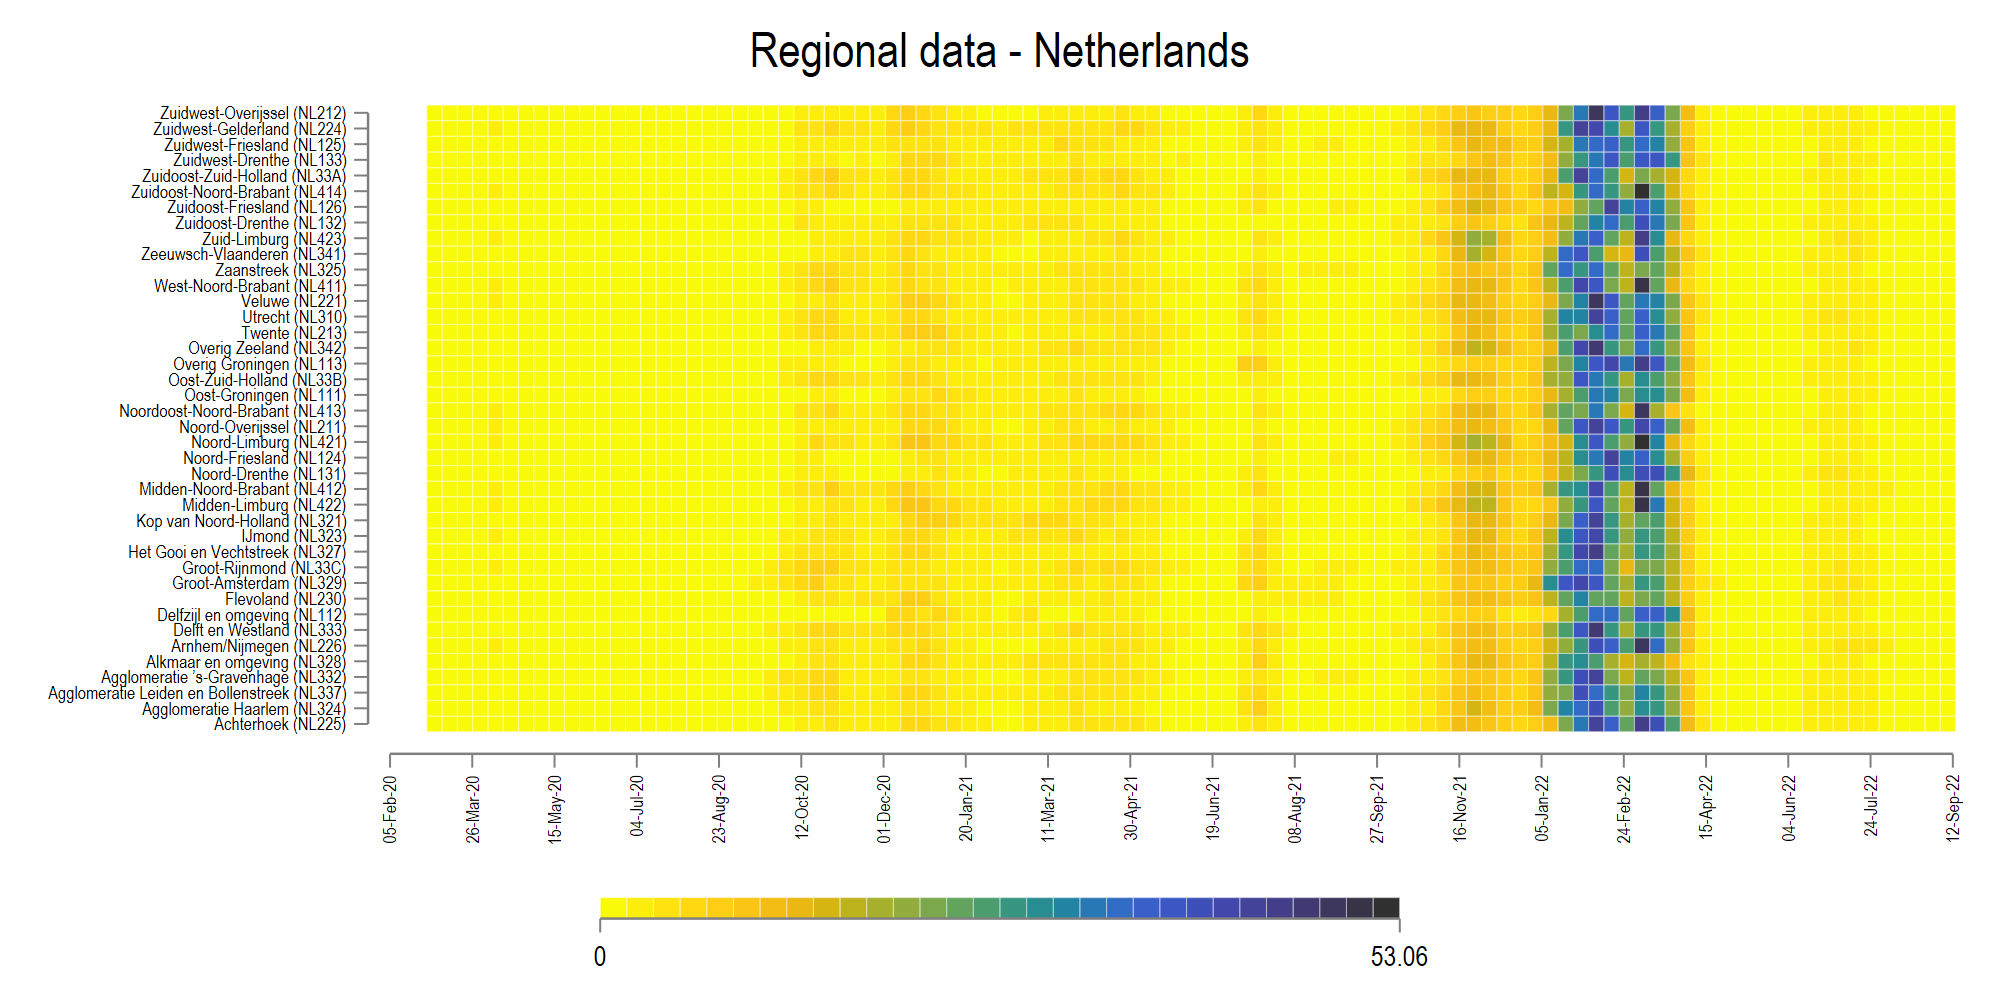 Regional data - Netherlands
Zuidwest-Overijssel (NL212)
Zuidwest-Gelderland (NL224)
Zuidwest-Friesland (NL125)
Zuidwest-Drenthe (NL133)
Zuidoost-Zuid-Holland (NL33A)
Zuidoost-Noord-Brabant (NL414)
Zuidoost-Friesland (NL126)
Zuidoost-Drenthe (NL132)
Zuid-Limburg (NL423)
Zeeuwsch-Vlaanderen (NL341)
Zaanstreek (NL325)
West-Noord-Brabant (NL411)
Veluwe (NL221)
Utrecht (NL310)
Twente (NL213)
Overig Zeeland (NL342)
Overig Groningen (NL113)
Oost-Zuid-Holland (NL33B)
Oost-Groningen (NL111)
Noordoost-Noord-Brabant (NL413)
Noord-Overijssel (NL211)
Noord-Limburg (NL421)
Noord-Friesland (NL124)
Noord-Drenthe (NL131)
Midden-Noord-Brabant (NL412)
Midden-Limburg (NL422)
Kop van Noord-Holland (NL321)
IJmond (NL323)
Het Gooi en Vechtstreek (NL327)
Groot-Rijnmond (NL33C)
Groot-Amsterdam (NL329)
Flevoland (NL230)
Delfzijl en omgeving (NL112)
Delft en Westland (NL333)
Arnhem/Nijmegen (NL226)
Alkmaar en omgeving (NL328)
Agglomeratie 's-Gravenhage (NL332)
Agglomeratie Leiden en Bollenstreek (NL337)
Agglomeratie Haarlem (NL324)
Achterhoek (NL225)
05-Feb-20
26-Mar-20
15-May-20
04-Jul-20
23-Aug-20
12-Oct-20
01-Dec-20
20-Jan-21
11-Mar-21
30-Apr-21
19-Jun-21
08-Aug-21
27-Sep-21
16-Nov-21
05-Jan-22
24-Feb-22
15-Apr-22
04-Jun-22
24-Jul-22
12-Sep-22
0
53.06